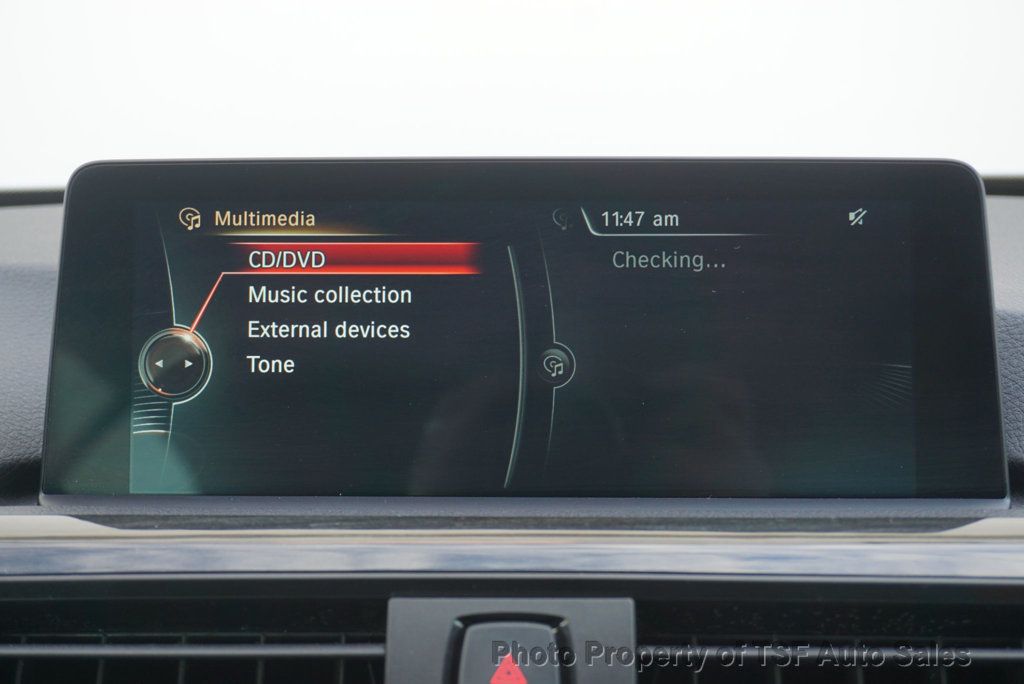 Multimedia
CD/DVD
Music collection
External devices
Tone
11:47 am
Checking...
Photo Property of TSF Auto Sales